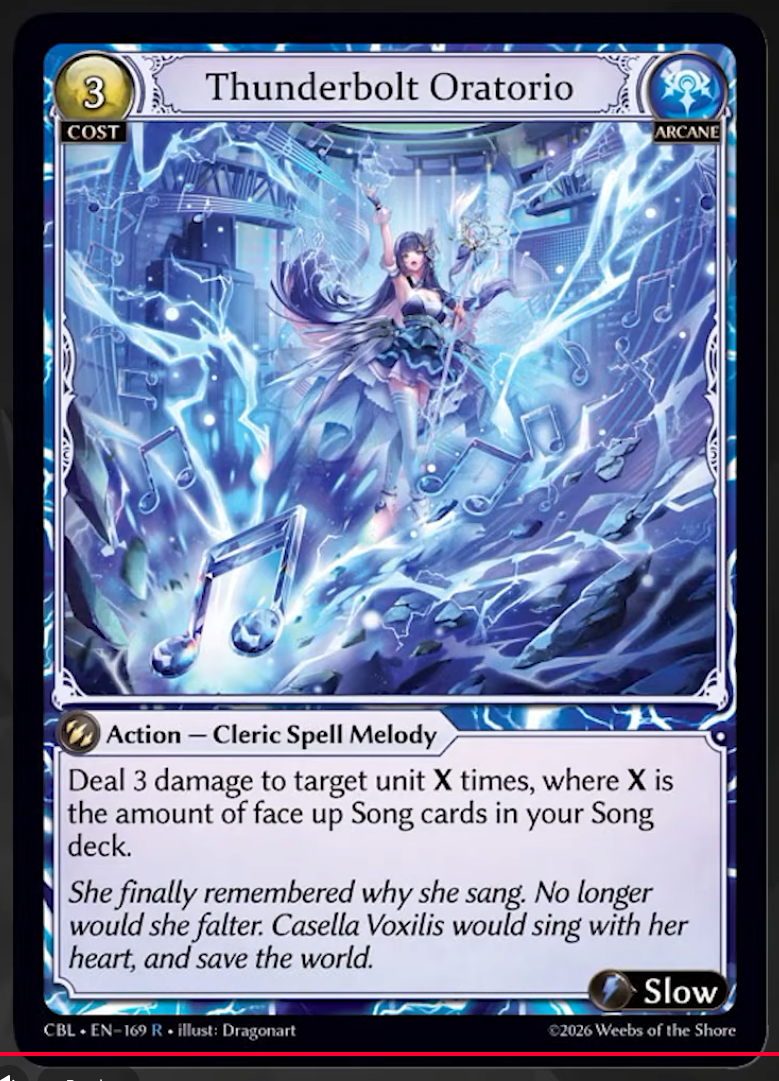 3
Thunderbolt Oratorio
COST
ARCANE
Action — Cleric Spell Melody
Deal 3 damage to target unit X times, where X is
the amount of face up Song cards in your Song
deck.
She finally remembered why she sang. No longer
would she falter. Casella Voxilis would sing with her
heart, and save the world.
Slow
CBL • EN-169 R • illust: Dragonart
©2026 Weebs of the Shore